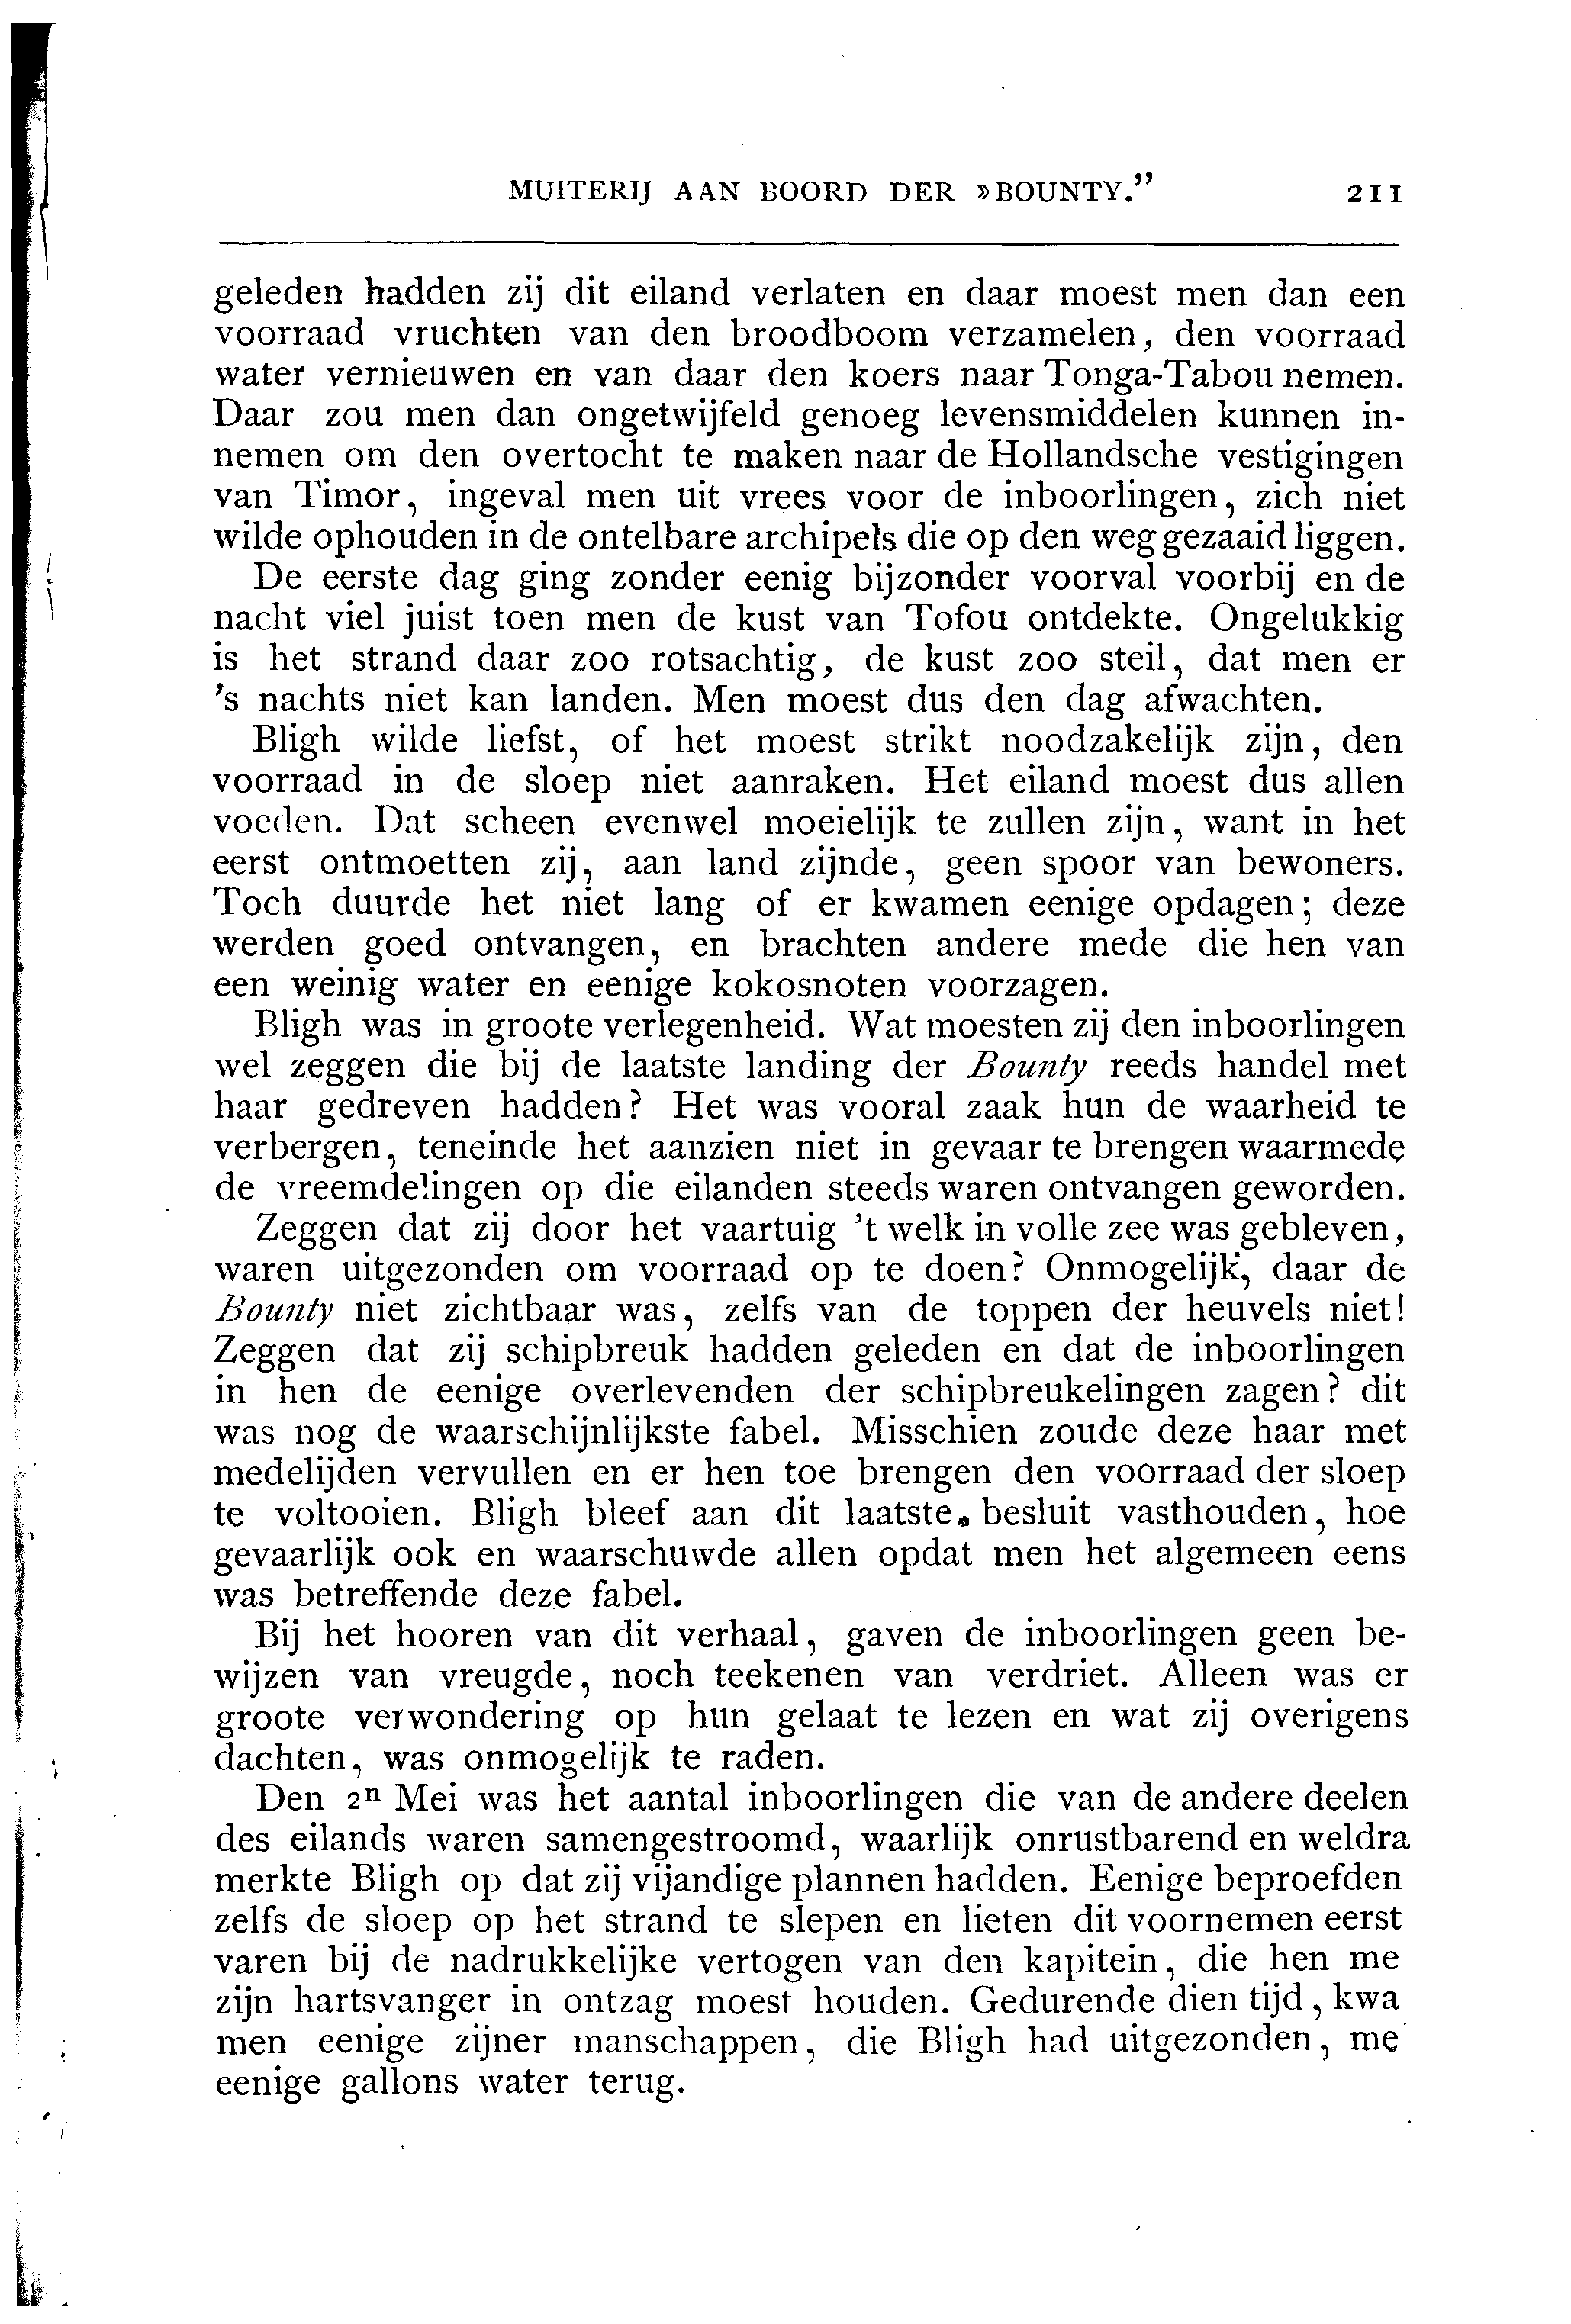 MUITERIJ AAN BOORD DER »BOUNTY.” 211
geleden hadden zij dit eiland verlaten en daar moest men dan een
voorraad vruchten van den broodboom verzamelen, den voorraad
water vernieuwen en van daar den koers naar Tonga-Tabou nemen.
Daar zou men dan ongetwijfeld genoeg levensmiddelen kunnen in-
nemen om den overtocht te maken naar de Hollandsche vestigingen
van Timor, ingeval men uit vrees voor de inboorlingen, zich niet
wilde ophouden in de ontelbare archipels die op den weg gezaaid liggen.
De eerste dag ging zonder eenig bijzonder voorval voorbij en de
nacht viel juist toen men de kust van Tofou ontdekte. Ongelukkig
is het strand daar zoo rotsachtig, de kust zoo steil, dat men er
’s nachts niet kan landen. Men moest dus den dag afwachten.
Bligh wilde liefst, of het moest strikt noodzakelijk zijn, den
voorraad in de sloep niet aanraken. Het eiland moest dus allen
voeden. Dat scheen evenwel moeielijk te zullen zijn, want in het
eerst ontmoetten zij, aan land zijnde, geen spoor van bewoners.
Toch duurde het niet lang of er kwamen eenige opdagen; deze
werden goed ontvangen, en brachten andere mede die hen van
een weinig water en eenige kokosnoten voorzagen.
Bligh was in groote verlegenheid. Wat moesten zij den inboorlingen
wel zeggen die bij de laatste landing der Bounty reeds handel met
haar gedreven hadden? Het was vooral zaak hun de waarheid te
verbergen, teneinde het aanzien niet in gevaar te brengen waarmede
de vreemdelingen op die eilanden steeds waren ontvangen geworden.
Zeggen dat zij door het vaartuig ’t welk in volle zee was gebleven,
waren uitgezonden om voorraad op te doen? Onmogelijk, daar de
Bounty niet zichtbaar was, zelfs van de toppen der heuvels niet!
Zeggen dat zij schipbreuk hadden geleden en dat de inboorlingen
in hen de eenige overlevenden der schipbreukelingen zagen? dit
was nog de waarschijnlijkste fabel. Misschien zoude deze haar met
medelijden vervullen en er hen toe brengen den voorraad der sloep
te voltooien. Bligh bleef aan dit laatste besluit vasthouden, hoe
gevaarlijk ook en waarschuwde allen opdat men het algemeen eens
was betreffende deze fabel.
Bij het hooren van dit verhaal, gaven de inboorlingen geen be-
wijzen van vreugde, noch teekenen van verdriet. Alleen was er
groote verwondering op hun gelaat te lezen en wat zij overigens
dachten, was onmogelijk te raden.
Den 2n Mei was het aantal inboorlingen die van de andere deelen
des eilands waren samengestroomd, waarlijk onrustbarend en weldra
merkte Bligh op dat zij vijandige plannen hadden. Eenige beproefden
zelfs de sloep op het strand te slepen en lieten dit voornemen eerst
varen bij de nadrukkelijke vertogen van den kapitein, die hen me
zijn hartsvanger in ontzag moest houden. Gedurende dien tijd, kwa
men eenige zijner manschappen, die Bligh had uitgezonden, me
eenige gallons water terug.